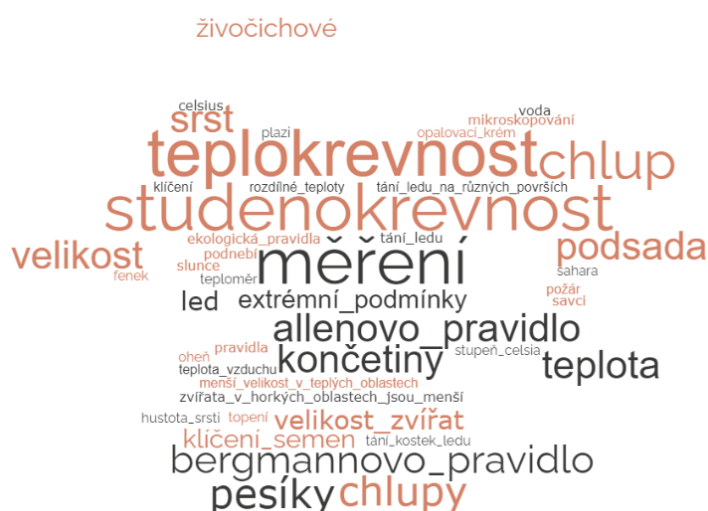 živočichové
celsius
srst
voda
mikroskopování
plazi
opalovací_krém
teplokrevnost
chlup
klíčení
rozdílné_teploty
tání_ledu_na_různých_površích
studenokrevnost
velikost
ekologická_pravidla
podnebí
slunce
fenek
teploměr
měření
tání_ledu
podsada
šahara
led
extrémní_podmínky
požár
savci
allenovo_pravidlo
oheň
pravidla
teplota_vzduchu
končetiny
stupeň_celsia
teplota
menší_velikost_v_teplých_oblastech
zvířata_v_horkých_oblastech_jsou_menší
hustota_srsti
topení
velikost_zvířat
klíčení_semen
tání_kostek_ledu
bergmannovo_pravidlo
pesíky
chlupy